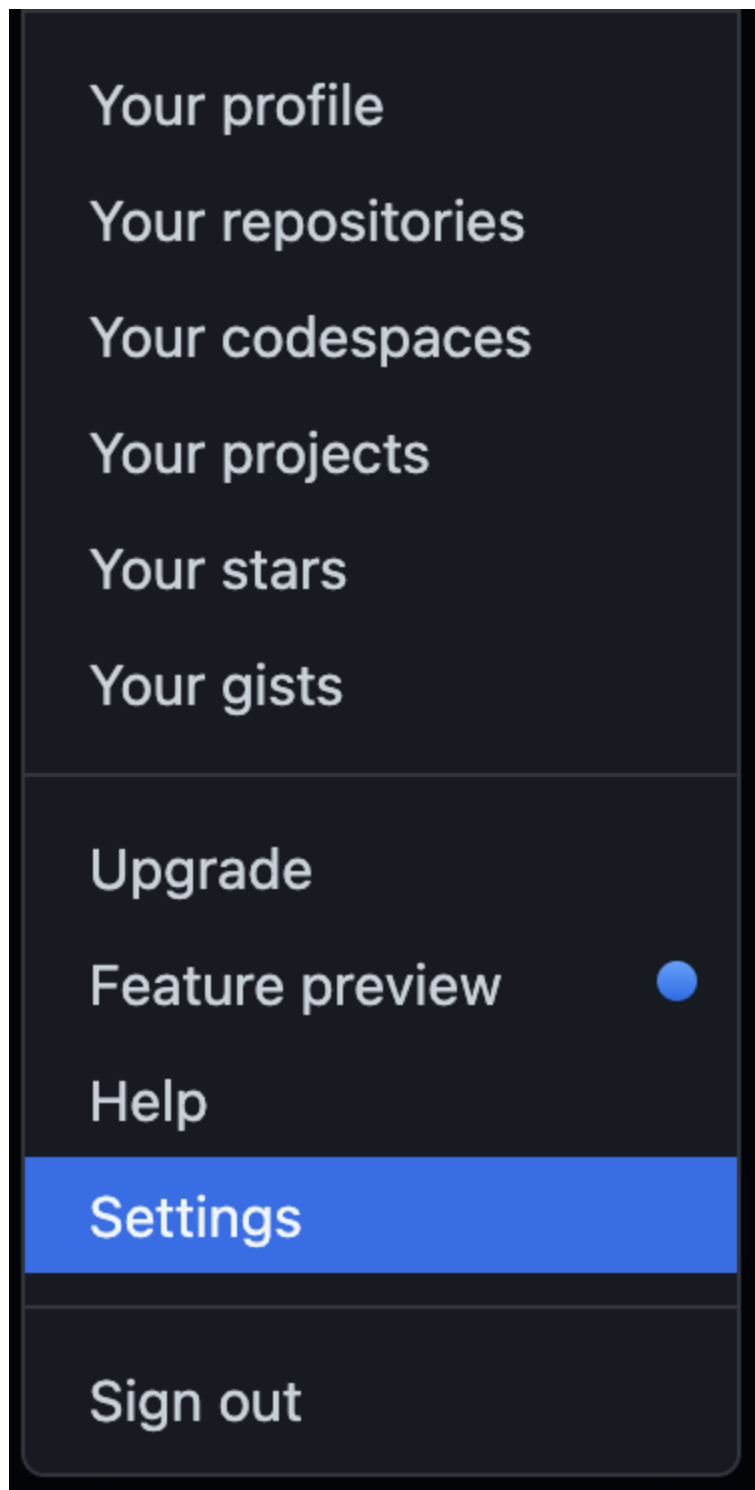 Your profile
Your repositories
Your codespaces
Your projects
Your stars
Your gists
Upgrade
Feature preview
Help
Settings
Sign out